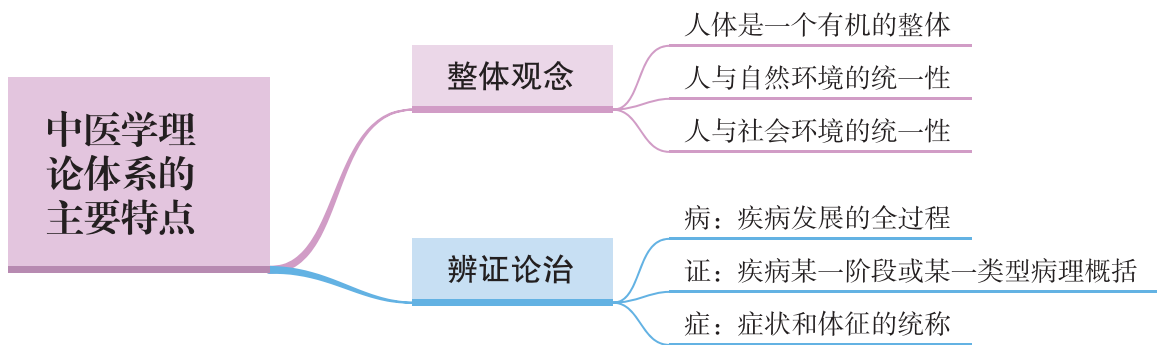 中医学理
论体系的
主要特点
整体观念
人体是一个有机的整体
人与自然环境的统一性
人与社会环境的统一性
辨证论治
病：疾病发展的全过程
证：疾病某一阶段或某一类型病理概括
症：症状和体征的统称